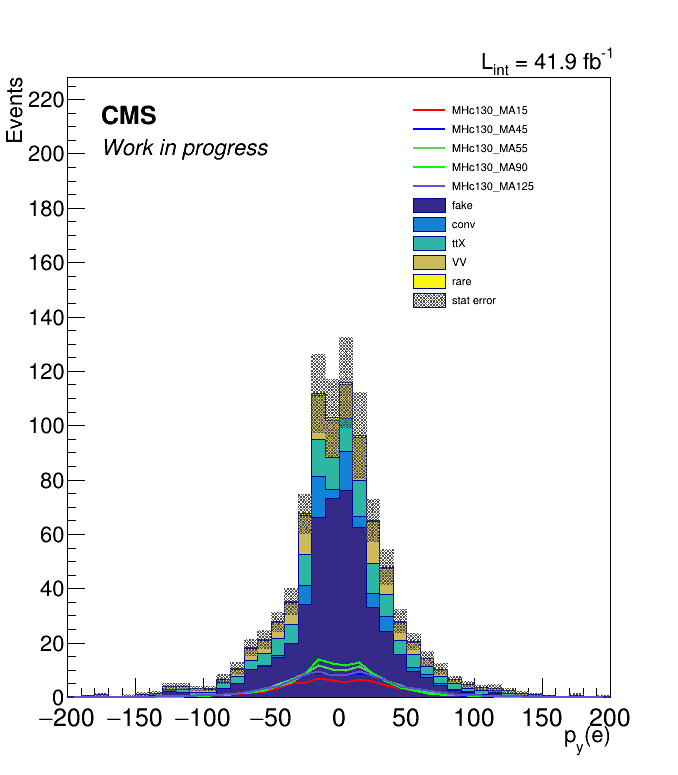 L_int = 41.9 fb^-1
Events
CMS
Work in progress
MHc130_MA15
MHc130_MA45
MHc130_MA55
MHc130_MA90
MHc130_MA125
fake
conv
ttX
VV
rare
stat error
220
200
180
160
140
120
100
80
60
40
20
0
−200 −150 −100 −50 0 50 100 150 200
p_y(e)